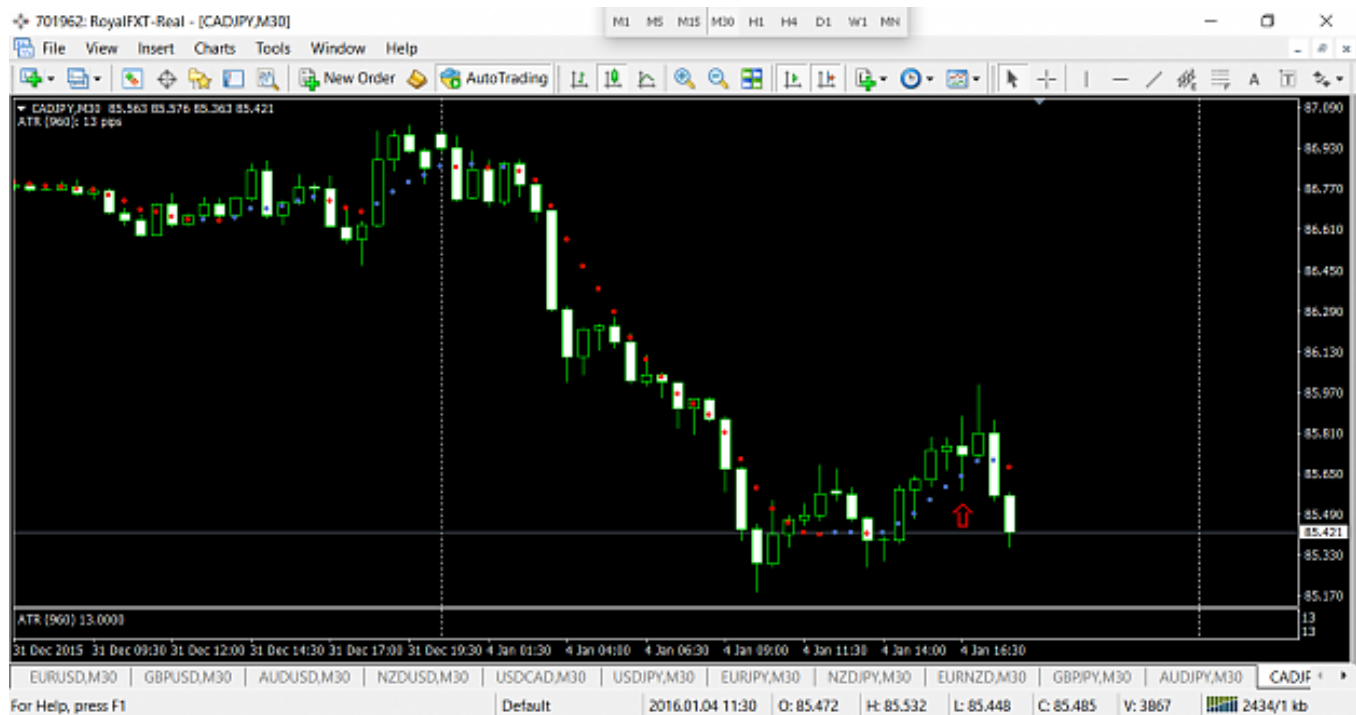 701962: RoyalFXT-Real - [CADJPY,M30]
M1 M5 M15 M30 H1 H4 D1 W1 MN
File View Insert Charts Tools Window Help
New Order AutoTrading
CADJPY,M30 85.563 85.576 85.363 85.421
ATR (960): 13 pips
87.090
86.930
86.770
86.610
86.450
86.290
86.130
85.970
85.810
85.650
85.490
85.421
85.330
85.170
ATR (960) 13.0000
13
13
31 Dec 2015 31 Dec 09:30 31 Dec 12:00 31 Dec 14:30 31 Dec 17:00 31 Dec 19:30 4 Jan 01:30 4 Jan 04:00 4 Jan 06:30 4 Jan 09:00 4 Jan 11:30 4 Jan 14:00 4 Jan 16:30
EURUSD,M30 GBPUSD,M30 AUDUSD,M30 NZDUSD,M30 USDCAD,M30 USDJPY,M30 EURJPY,M30 NZDJPY,M30 EURNZD,M30 GBPJPY,M30 AUDJPY,M30 CADJF
For Help, press F1 Default 2016.01.04 11:30 O: 85.472 H: 85.532 L: 85.448 C: 85.485 V: 3867 2434/1 kb